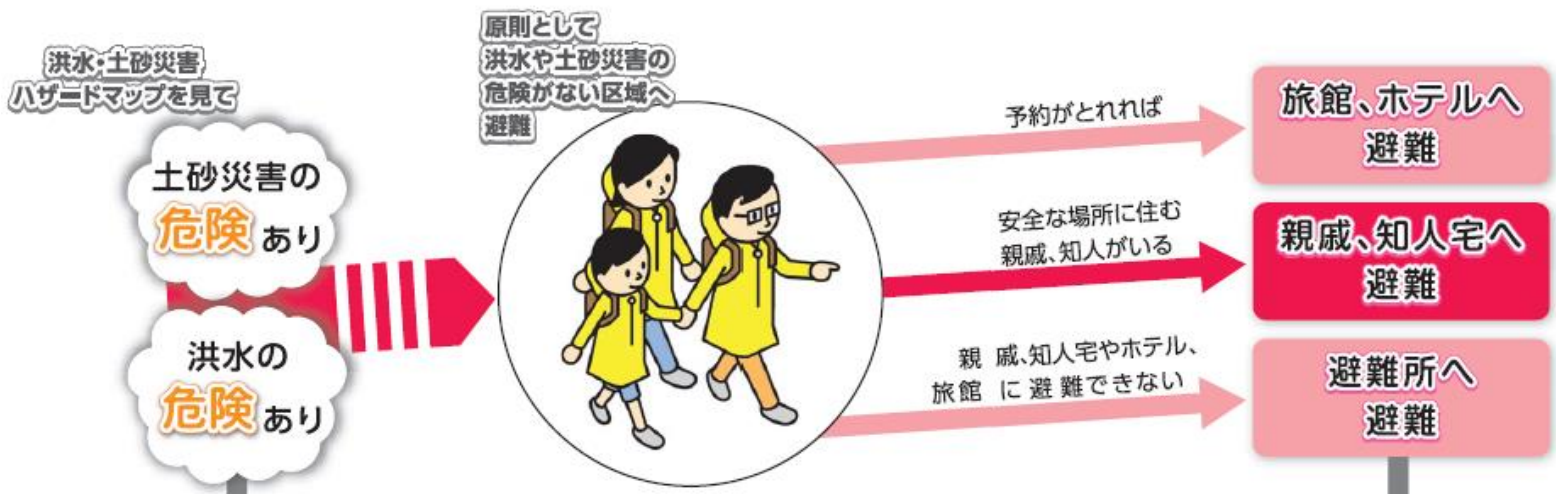 洪水・土砂災害
ハザードマップを見て
土砂災害の
危険あり
洪水の
危険あり
原則として
洪水や土砂災害の
危険がない区域へ
避難
予約がとれれば
旅館、ホテルへ
避難
安全な場所に住む
親戚、知人がいる
親戚、知人宅へ
避難
親 戚、知人宅やホテル、
旅館 に 避 難できない
避難所へ
避難